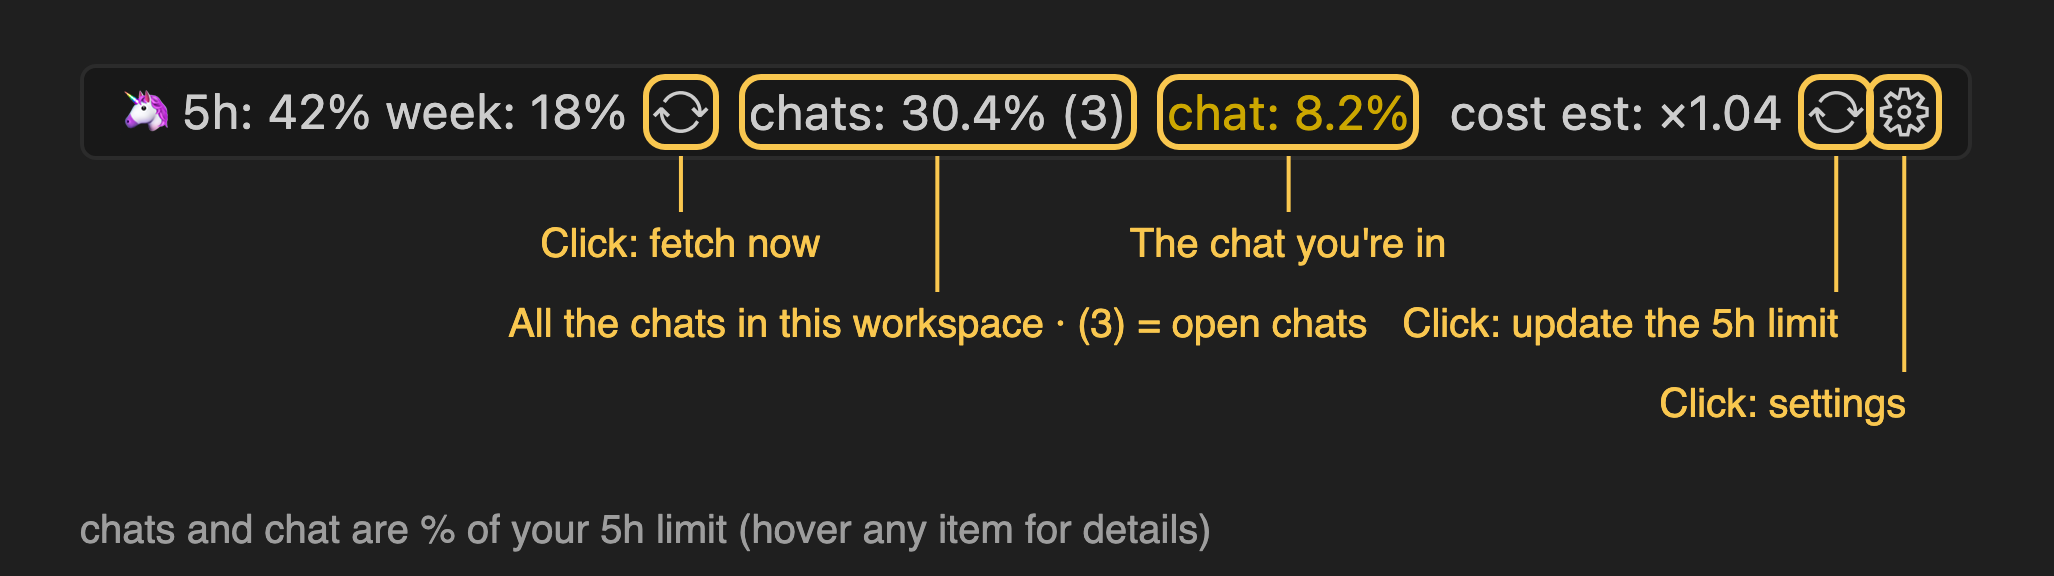 🦄 5h: 42% week: 18% chats: 30.4% (3) chat: 8.2% cost est: ×1.04
Click: fetch now
The chat you're in
All the chats in this workspace · (3) = open chats
Click: update the 5h limit
Click: settings
chats and chat are % of your 5h limit (hover any item for details)